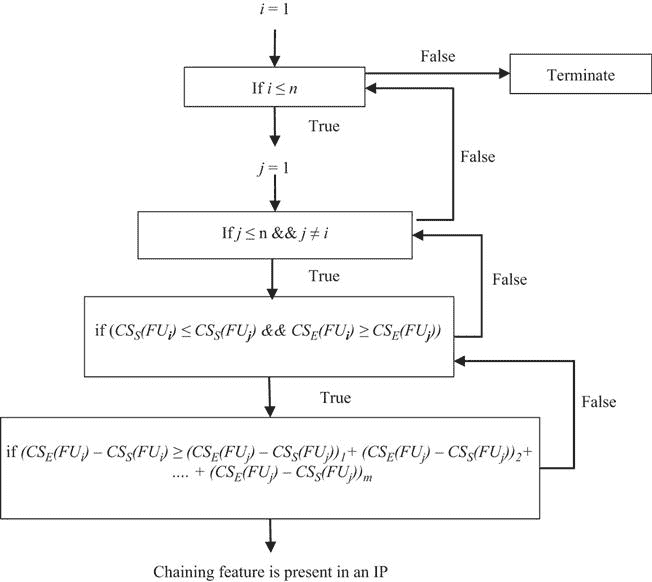 i = 1
False
Terminate
If i ≤ n
True
False
j = 1
If j ≤ n && j ≠ i
True
False
if (CS_S(FU_i) ≤ CS_S(FU_j) && CS_E(FU_i) ≥ CS_E(FU_j))
True
False
if (CS_E(FU_i) – CS_S(FU_i) ≥ (CS_E(FU_j) – CS_S(FU_j))_1 + (CS_E(FU_j) – CS_S(FU_j))_2 +
.... + (CS_E(FU_j) – CS_S(FU_j))_m
Chaining feature is present in an IP